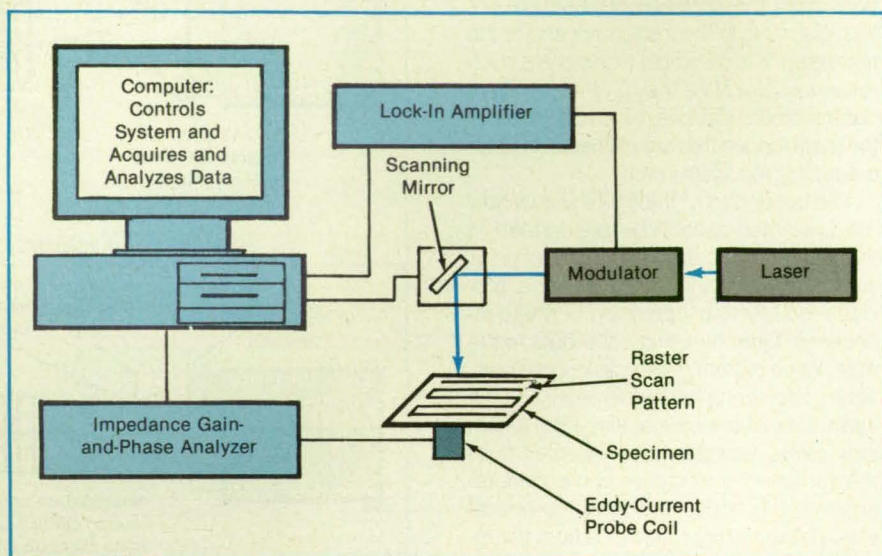 Computer:
Controls
System and
Acquires and
Analyzes Data
Lock-In Amplifier
Scanning
Mirror
Modulator
Laser
Raster
Scan
Pattern
Impedance Gain-
and-Phase Analyzer
Specimen
Eddy-Current
Probe Coil